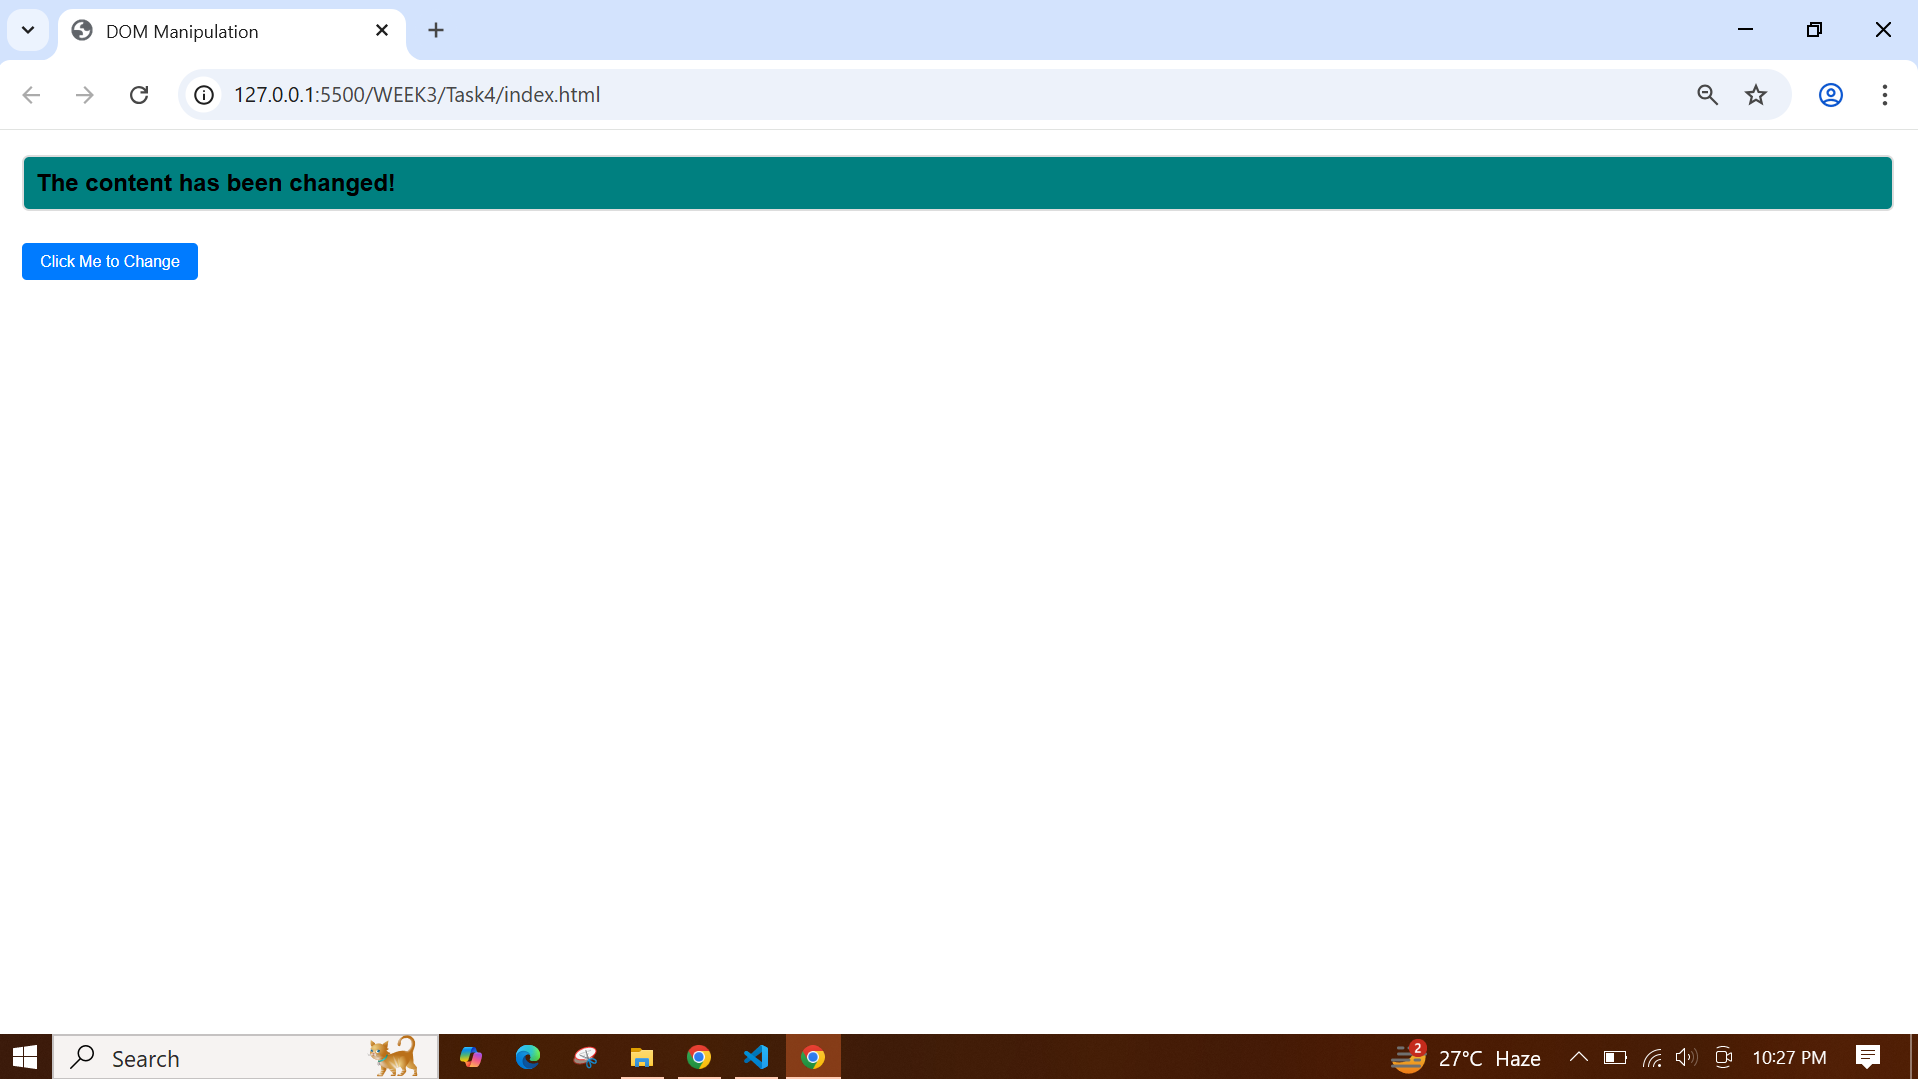 DOM Manipulation
127.0.0.1:5500/WEEK3/Task4/index.html
The content has been changed!
Click Me to Change
Search
2
27°C Haze
10:27 PM